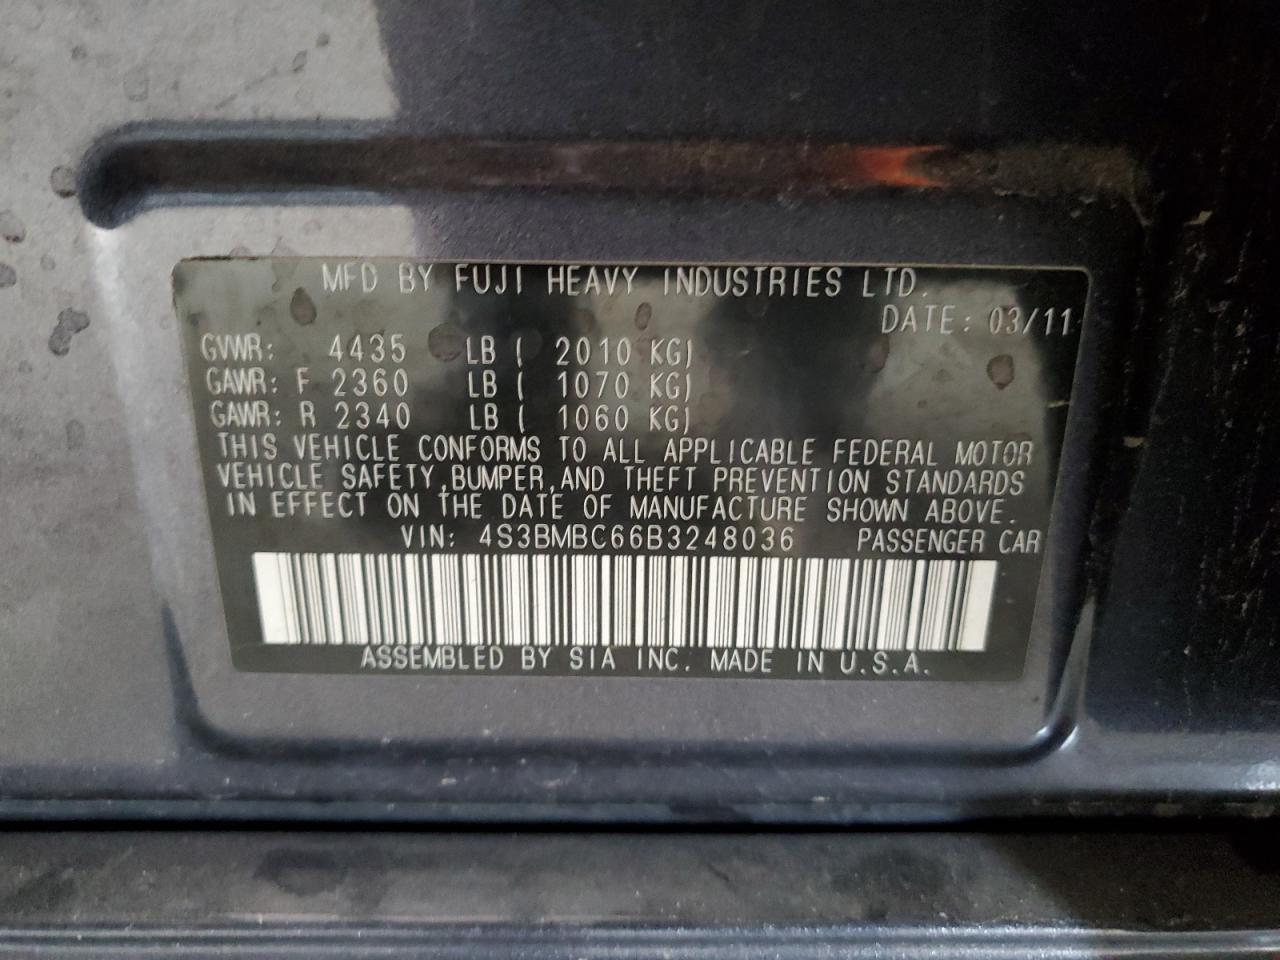 MFD BY FUJI HEAVY INDUSTRIES LTD.
DATE: 03/11
GVWR: 4435 LB ( 2010 KG)
GAWR: F 2360 LB ( 1070 KG)
GAWR: R 2340 LB ( 1060 KG)
THIS VEHICLE CONFORMS TO ALL APPLICABLE FEDERAL MOTOR
VEHICLE SAFETY,BUMPER,AND THEFT PREVENTION STANDARDS
IN EFFECT ON THE DATE OF MANUFACTURE SHOWN ABOVE.
VIN: 4S3BMBC66B3248036 PASSENGER CAR
ASSEMBLED BY SIA INC. MADE IN U.S.A.